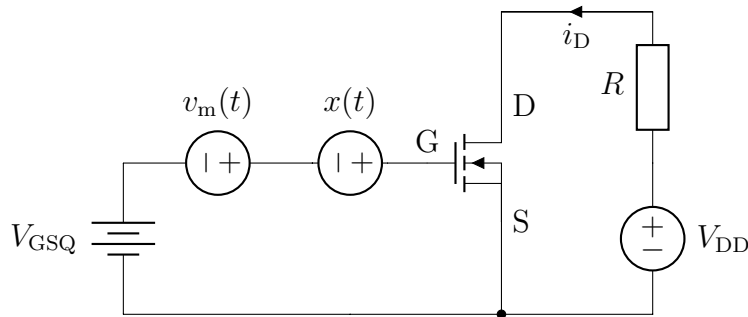 i_D
v_m(t)
x(t)
R
D
G
V_GSQ
S
V_DD